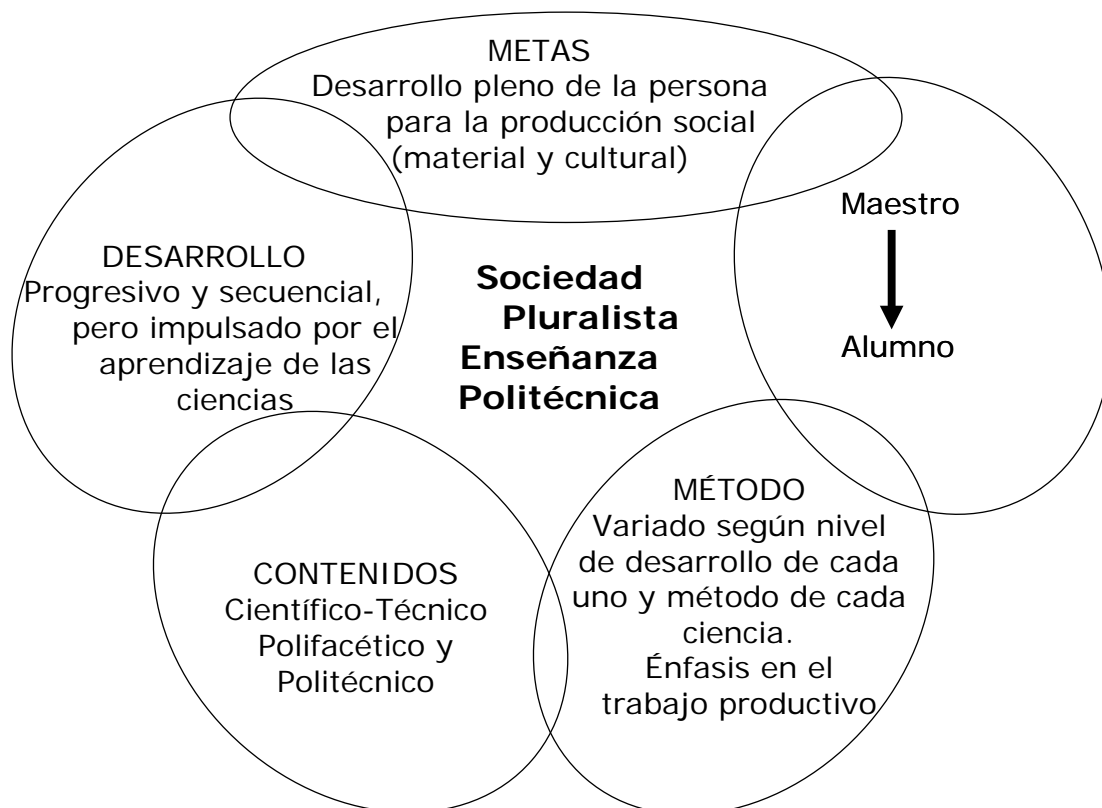 METAS
Desarrollo pleno de la persona
para la producción social
(material y cultural)
Maestro
Alumno
DESARROLLO
Progresivo y secuencial,
pero impulsado por el
aprendizaje de las
ciencias
Sociedad
Pluralista
Enseñanza
Politécnica
CONTENIDOS
Científico-Técnico
Polifacético y
Politécnico
MÉTODO
Variado según nivel
de desarrollo de cada
uno y método de cada
ciencia.
Énfasis en el
trabajo productivo